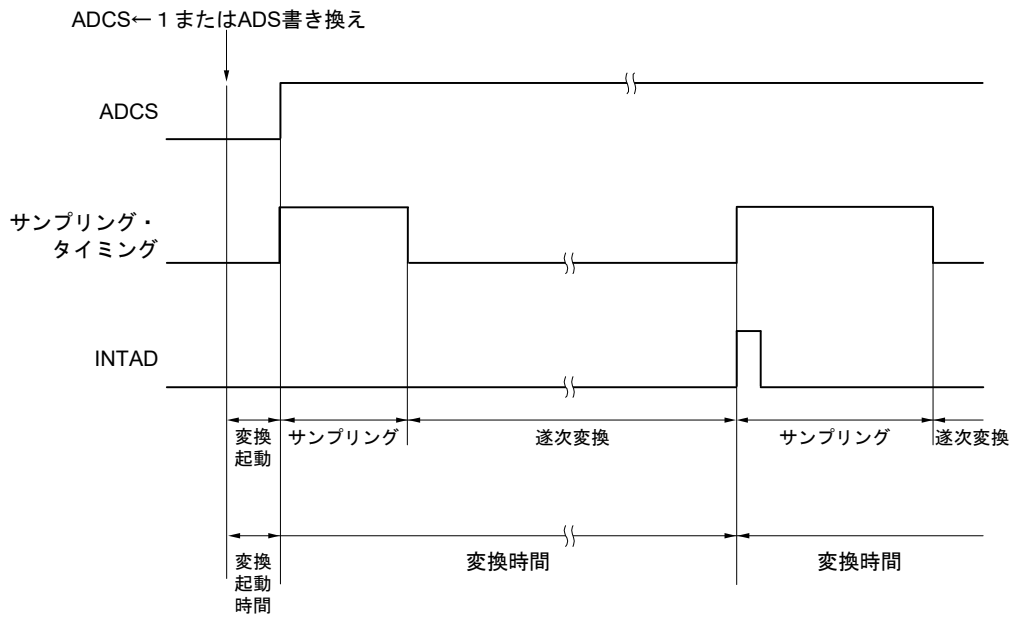 ADCS←１またはADS書き換え
ADCS
サンプリング・
タイミング
INTAD
変換
起動
サンプリング
遂次変換
サンプリング
遂次変換
変換
起動
時間
変換時間
変換時間